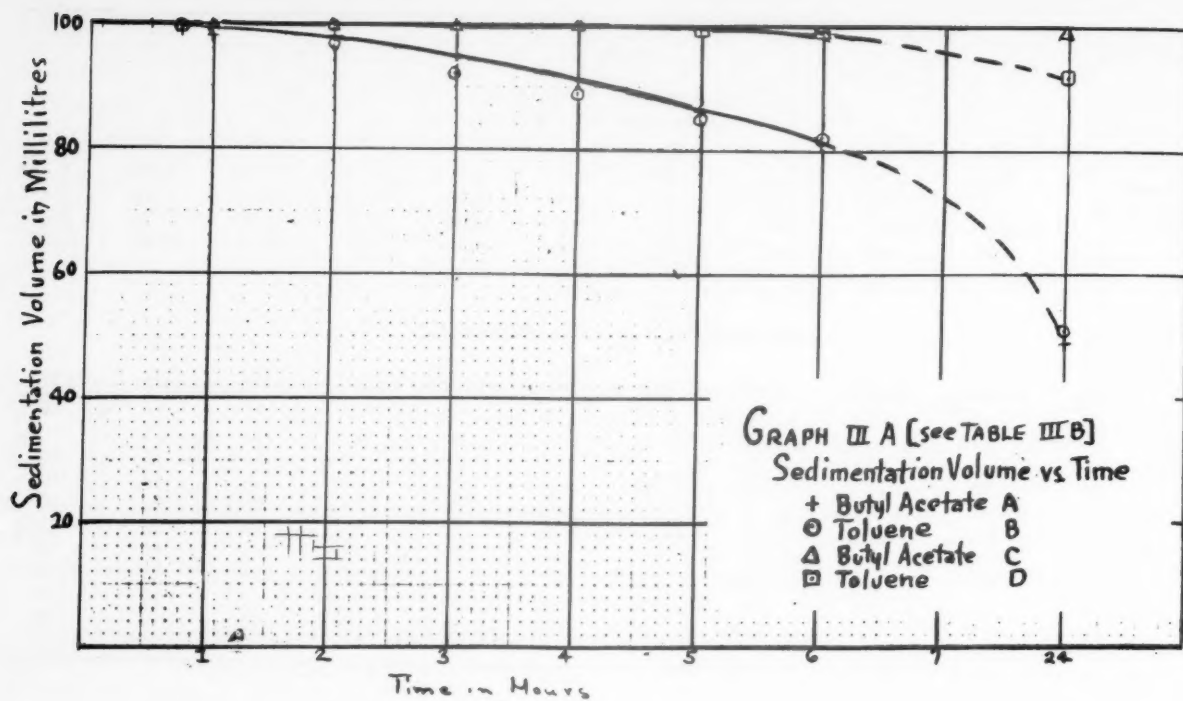 Sedimentation Volume in Millilitres
100
80
60
40
20
1 2 3 4 5 6 7 24
Time in Hours
GRAPH III A [see TABLE III B]
Sedimentation Volume vs Time
+ Butyl Acetate A
⊙ Toluene B
△ Butyl Acetate C
⊡ Toluene D